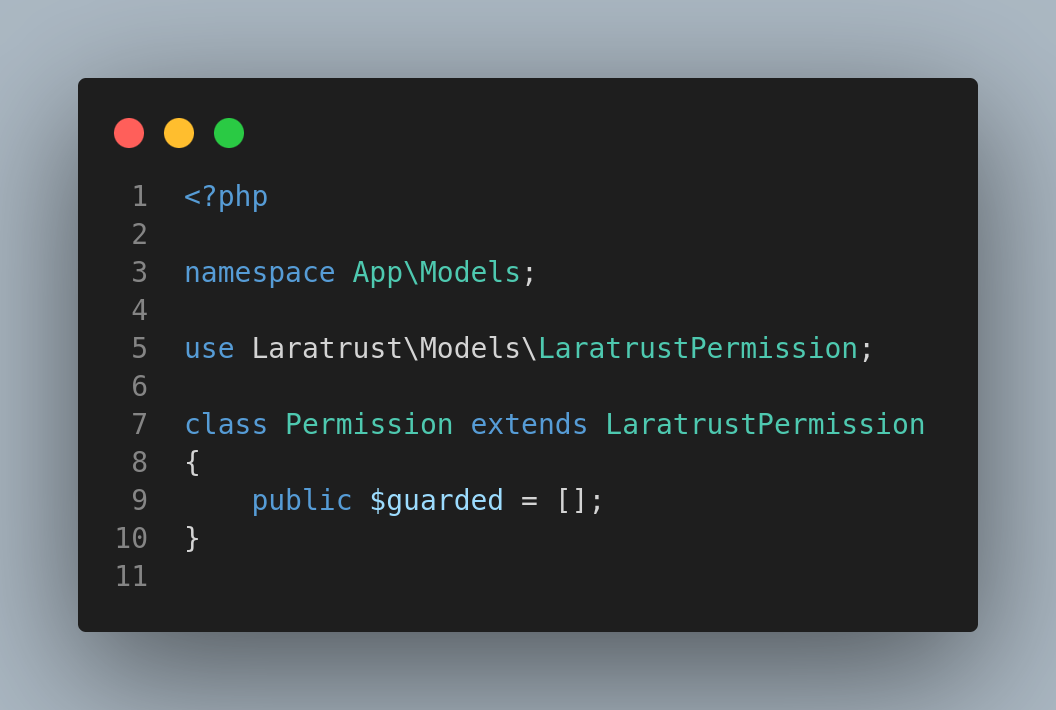 1 <?php
2
3 namespace App\Models;
4
5 use Laratrust\Models\LaratrustPermission;
6
7 class Permission extends LaratrustPermission
8 {
9     public $guarded = [];
10 }
11